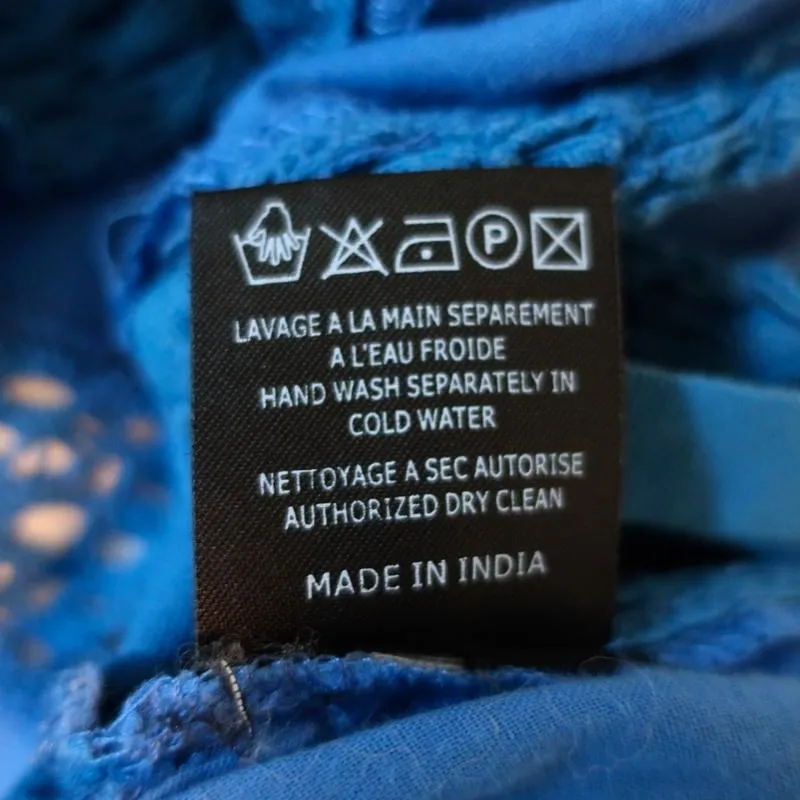 P
LAVAGE A LA MAIN SEPAREMENT
A L'EAU FROIDE
HAND WASH SEPARATELY IN
COLD WATER
NETTOYAGE A SEC AUTORISE
AUTHORIZED DRY CLEAN
MADE IN INDIA